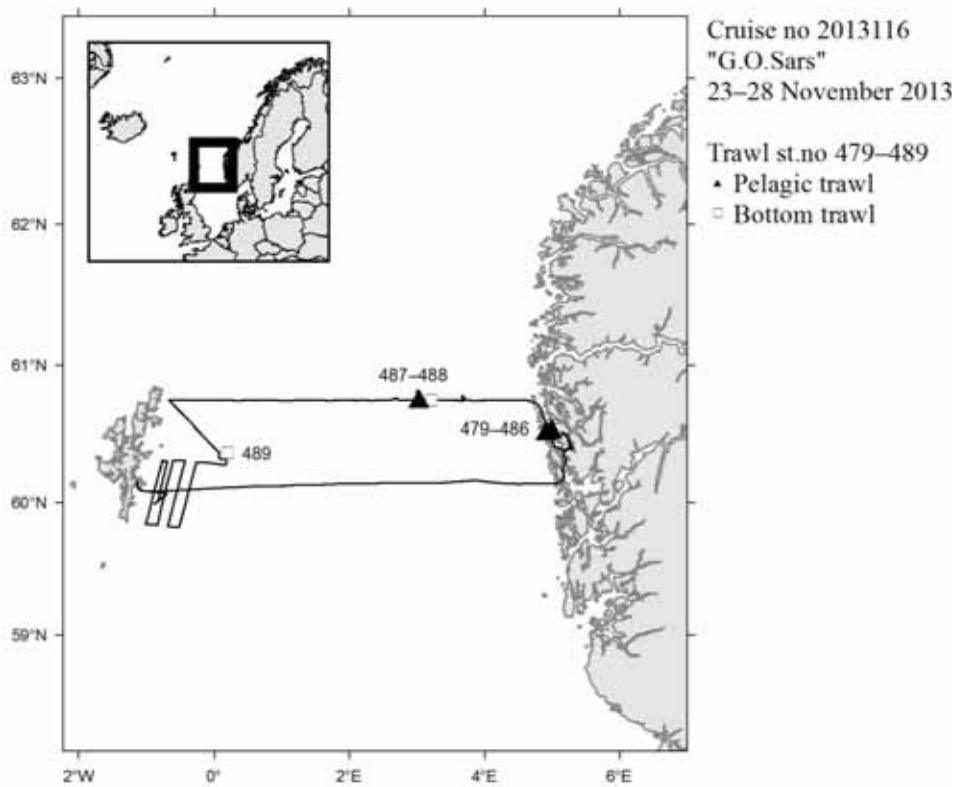 Cruise no 2013116
"G.O.Sars"
23–28 November 2013
Trawl st.no 479–489
Pelagic trawl
Bottom trawl
63°N
62°N
61°N
60°N
59°N
487–488
479–486
489
2°W
0°
2°E
4°E
6°E